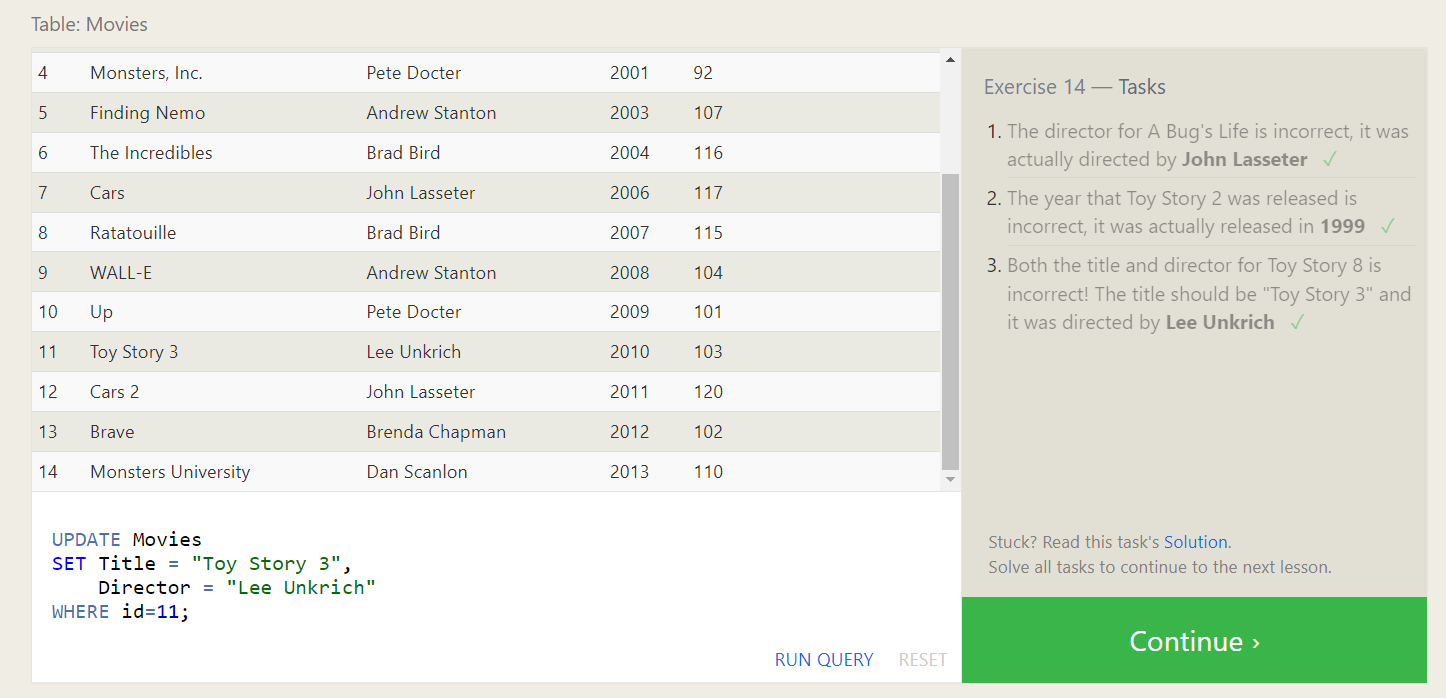 Table: Movies
4 Monsters, Inc. Pete Docter 2001 92
5 Finding Nemo Andrew Stanton 2003 107
6 The Incredibles Brad Bird 2004 116
7 Cars John Lasseter 2006 117
8 Ratatouille Brad Bird 2007 115
9 WALL-E Andrew Stanton 2008 104
10 Up Pete Docter 2009 101
11 Toy Story 3 Lee Unkrich 2010 103
12 Cars 2 John Lasseter 2011 120
13 Brave Brenda Chapman 2012 102
14 Monsters University Dan Scanlon 2013 110
UPDATE Movies
SET Title = "Toy Story 3",
Director = "Lee Unkrich"
WHERE id=11;
RUN QUERY RESET
Exercise 14 — Tasks
1. The director for A Bug's Life is incorrect, it was
actually directed by John Lasseter ✓
2. The year that Toy Story 2 was released is
incorrect, it was actually released in 1999 ✓
3. Both the title and director for Toy Story 8 is
incorrect! The title should be "Toy Story 3" and
it was directed by Lee Unkrich ✓
Stuck? Read this task's Solution.
Solve all tasks to continue to the next lesson.
Continue ›